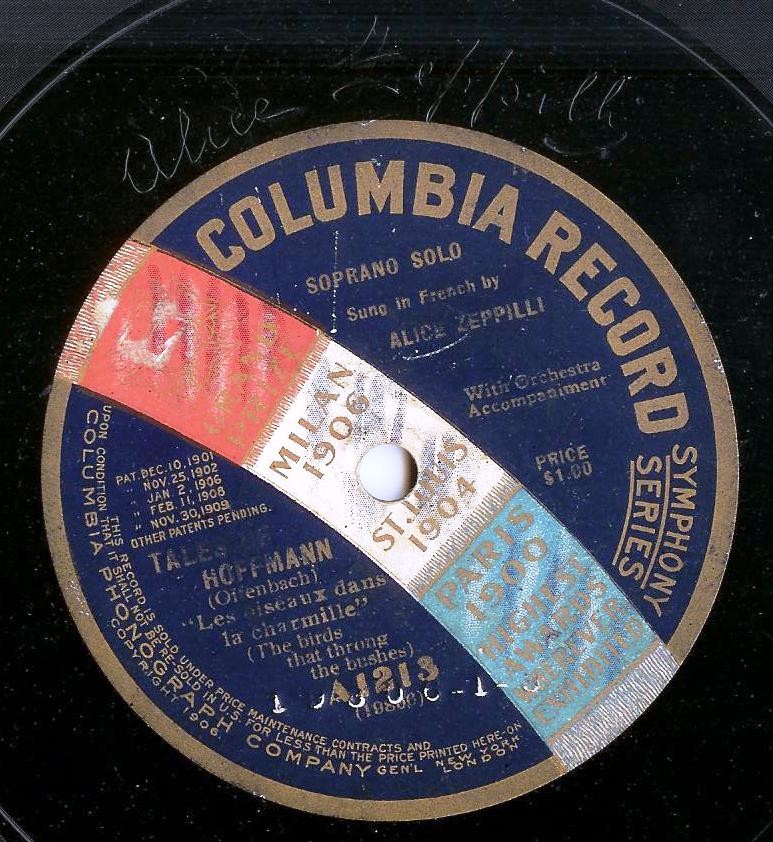 Alice Zeppilli
COLUMBIA RECORD
SYMPHONY
SERIES
SOPRANO SOLO
Sung in French by
ALICE ZEPPILLI
With Orchestra
Accompaniment
PRICE
$1.00
GRAND
PRIZE
MILAN
1906
ST. LOUIS
1904
PARIS
1900
HIGHEST
AWARDS
WHEREVER
EXHIBITED
PAT. DEC. 10, 1901
" NOV. 25, 1902
" JAN. 2, 1906
" FEB. 11, 1908
" NOV. 30, 1909
OTHER PATENTS PENDING.
TALES OF
HOFFMANN
(Offenbach)
"Les oiseaux dans
la charmille"
(The birds
that throng
the bushes)
A1213
(19800)
THIS RECORD IS SOLD UNDER PRICE MAINTENANCE CONTRACTS AND
UPON CONDITION THAT IT SHALL NOT BE RE-SOLD IN U.S. FOR LESS THAN THE PRICE PRINTED HERE-ON
COLUMBIA PHONOGRAPH COMPANY GEN'L NEW YORK LONDON
COPYRIGHT 1906